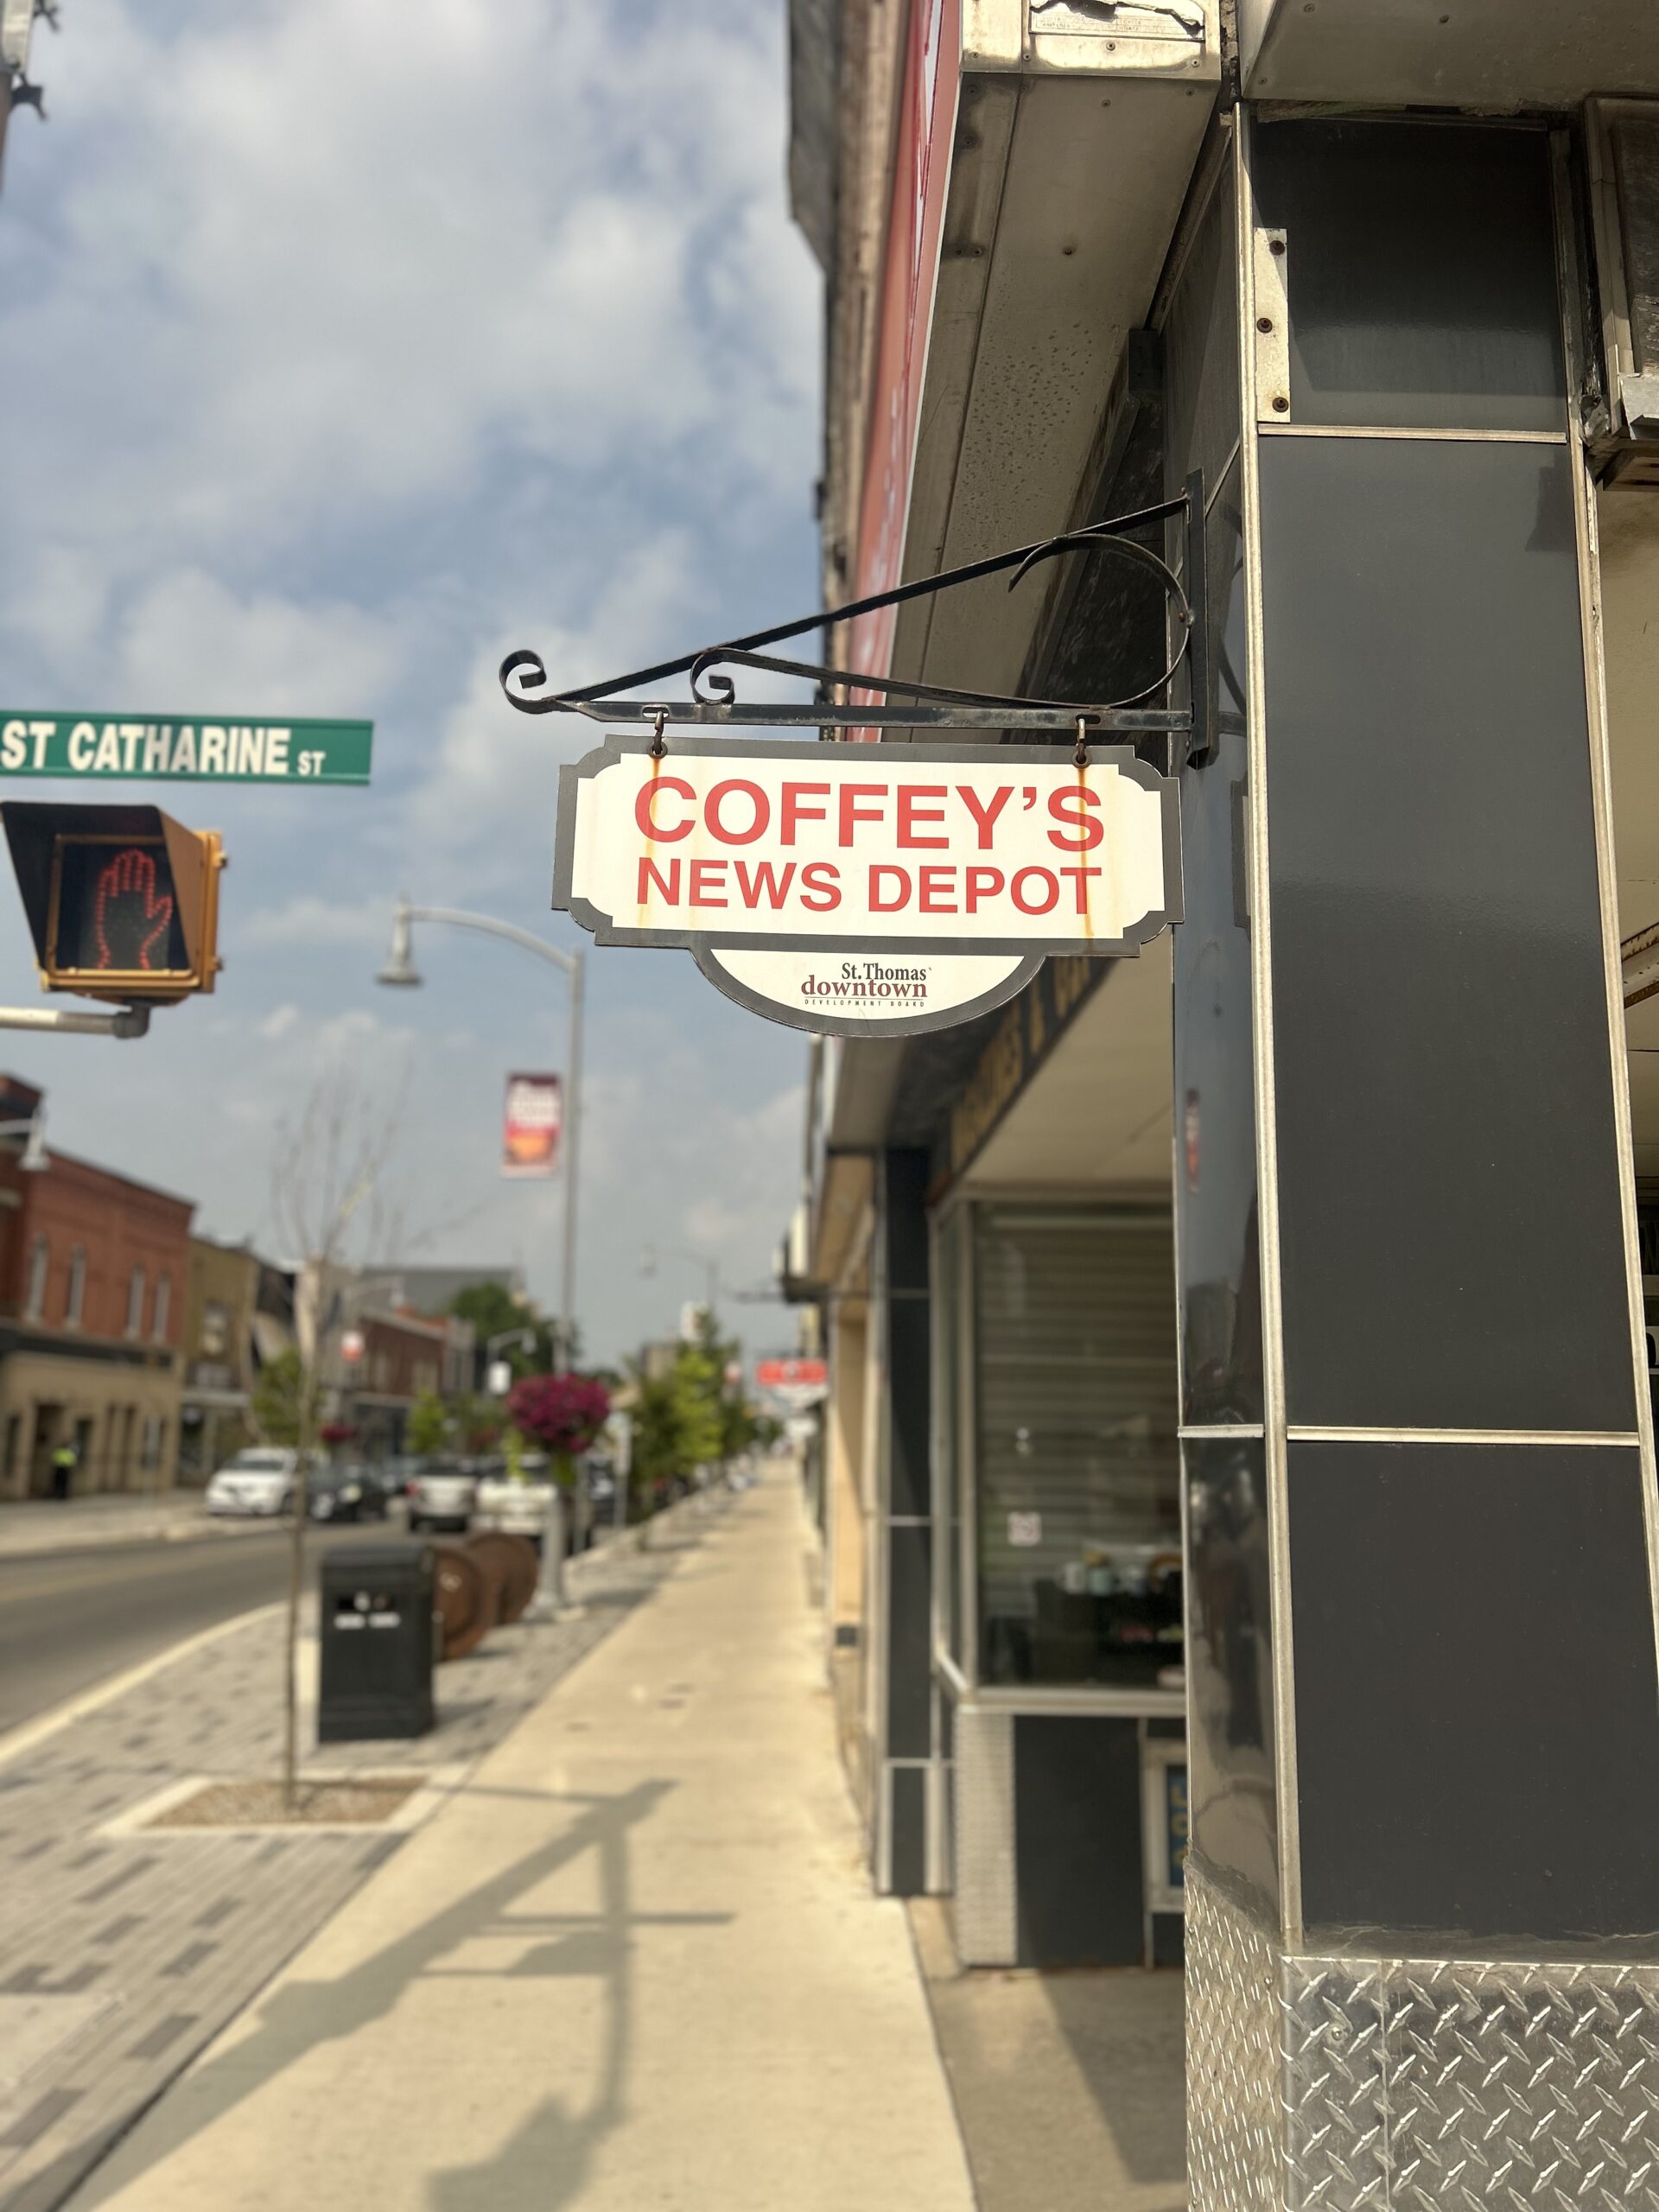 ST CATHARINE ST
COFFEY'S
NEWS DEPOT
St. Thomas
downtown
DEVELOPMENT BOARD